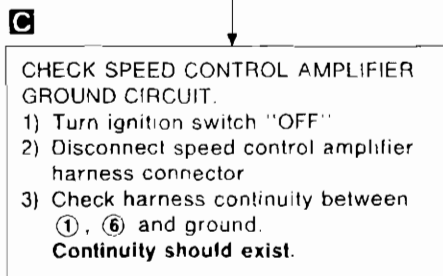 C
CHECK SPEED CONTROL AMPLIFIER
GROUND CIRCUIT.
1) Turn ignition switch "OFF"
2) Disconnect speed control amplifier
harness connector
3) Check harness continuity between
①, ⑥ and ground.
Continuity should exist.